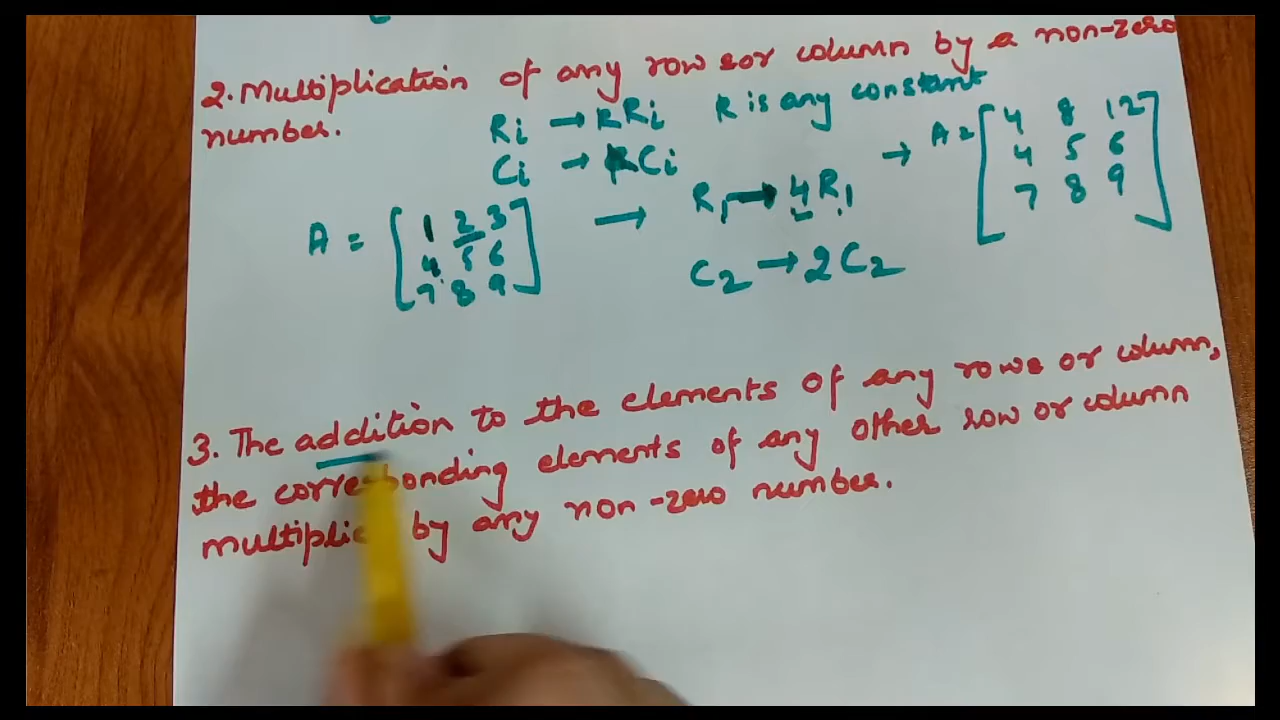 2. Multiplication of any row sor column by a non-zero
number.
Ri → kRi R is any constant
Ci → kCi
A = [1 2 3
4 5 6
7 8 9] → R1 → 4R1 → A = [4 8 12
4 5 6
7 8 9]
C2 → 2C2
3. The addition to the elements of any rows or column,
the corresponding elements of any other row or column
by any non-zero number.